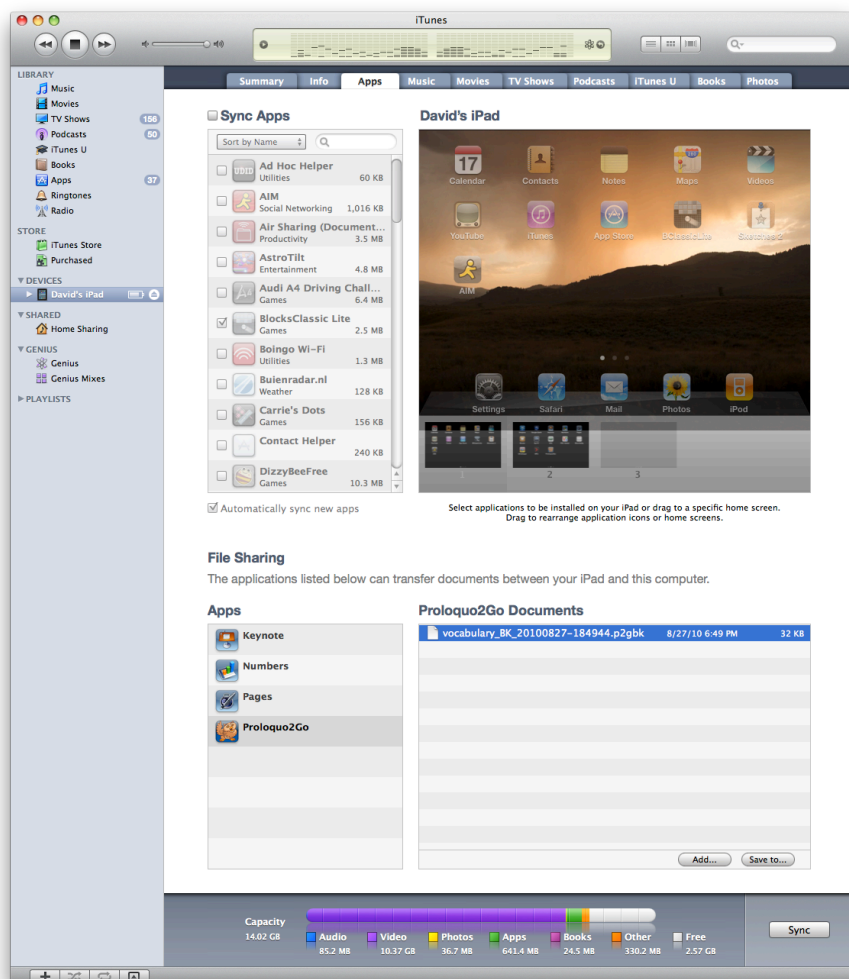 iTunes
LIBRARY
Music
Movies
TV Shows 156
Podcasts 50
iTunes U
Books
Apps 37
Ringtones
Radio
STORE
iTunes Store
Purchased
DEVICES
David's iPad
SHARED
Home Sharing
GENIUS
Genius
Genius Mixes
PLAYLISTS
Summary Info Apps Music Movies TV Shows Podcasts iTunes U Books Photos
Sync Apps
Sort by Name
UDID
Ad Hoc Helper
Utilities 60 KB
AIM
Social Networking 1,016 KB
Air Sharing (Document...
Productivity 3.5 MB
AstroTilt
Entertainment 4.8 MB
Audi A4 Driving Chall...
Games 6.4 MB
BlocksClassic Lite
Games 2.5 MB
Boingo Wi-Fi
Utilities 1.3 MB
Buienradar.nl
Weather 128 KB
Carrie's Dots
Games 156 KB
Contact Helper
240 KB
DizzyBeeFree
Games 10.3 MB
Automatically sync new apps
David's iPad
17
Calendar Contacts Notes Maps Videos
YouTube iTunes App Store BClassicLite Sketches 2
AIM
Settings Safari Mail Photos iPod
1 2 3
Select applications to be installed on your iPad or drag to a specific home screen.
Drag to rearrange application icons or home screens.
File Sharing
The applications listed below can transfer documents between your iPad and this computer.
Apps
Keynote
Numbers
Pages
Proloquo2Go
Proloquo2Go Documents
vocabulary_BK_20100827-184944.p2gbk 8/27/10 6:49 PM 32 KB
Add... Save to...
Capacity
14.02 GB
Audio Video Photos Apps Books Other Free
85.2 MB 10.37 GB 36.7 MB 641.4 MB 24.5 MB 330.2 MB 2.57 GB
Sync